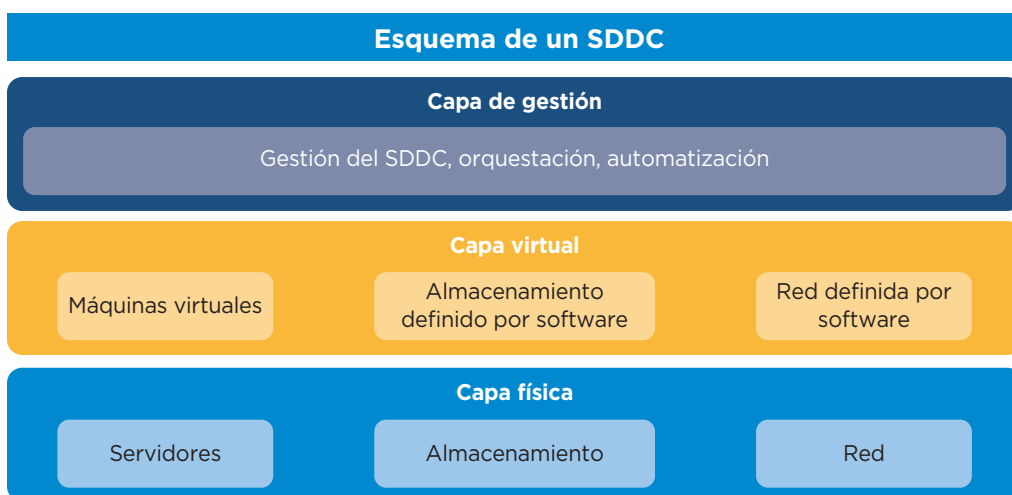 Esquema de un SDDC
Capa de gestión
Gestión del SDDC, orquestación, automatización
Capa virtual
Máquinas virtuales
Almacenamiento
definido por software
Red definida por
software
Capa física
Servidores
Almacenamiento
Red